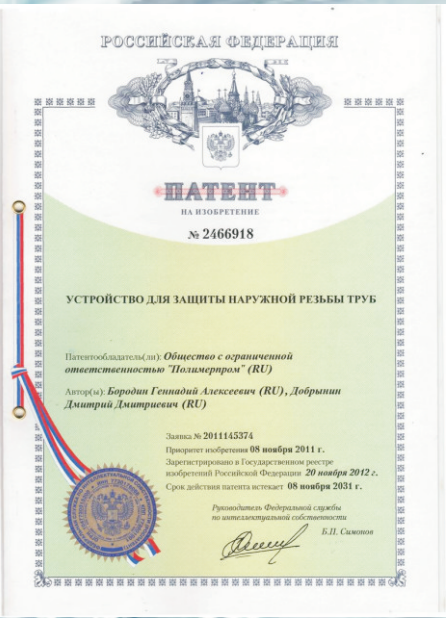 РОССИЙСКАЯ ФЕДЕРАЦИЯ
ПАТЕНТ
НА ИЗОБРЕТЕНИЕ
№ 2466918
УСТРОЙСТВО ДЛЯ ЗАЩИТЫ НАРУЖНОЙ РЕЗЬБЫ ТРУБ
Патентообладатель(ли): Общество с ограниченной
ответственностью "Полимерпром" (RU)
Автор(ы): Бородин Геннадий Алексеевич (RU), Добрынин
Дмитрий Дмитриевич (RU)
Заявка № 2011145374
Приоритет изобретения 08 ноября 2011 г.
Зарегистрировано в Государственном реестре
изобретений Российской Федерации 20 ноября 2012 г.
Срок действия патента истекает 08 ноября 2031 г.
Руководитель Федеральной службы
по интеллектуальной собственности
Б.П. Симонов